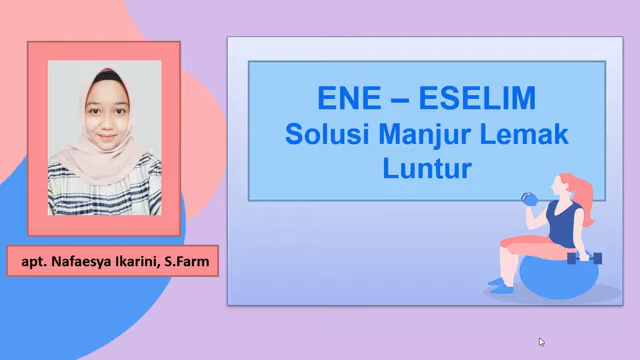 ENE – ESELIM
Solusi Manjur Lemak
Luntur
apt. Nafaesya Ikarini, S.Farm